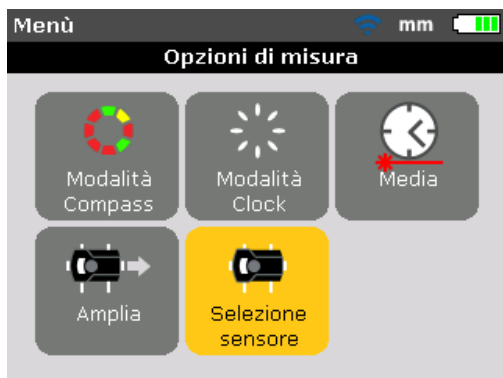 Menù mm
Opzioni di misura
Modalità Compass
Modalità Clock
Media
Amplia
Selezione sensore